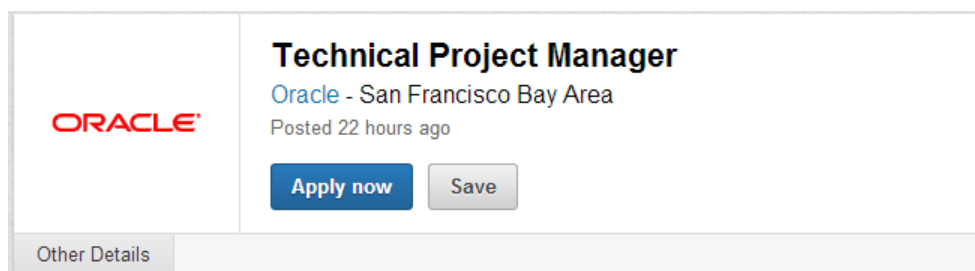 ORACLE
Technical Project Manager
Oracle - San Francisco Bay Area
Posted 22 hours ago
Apply now
Save
Other Details